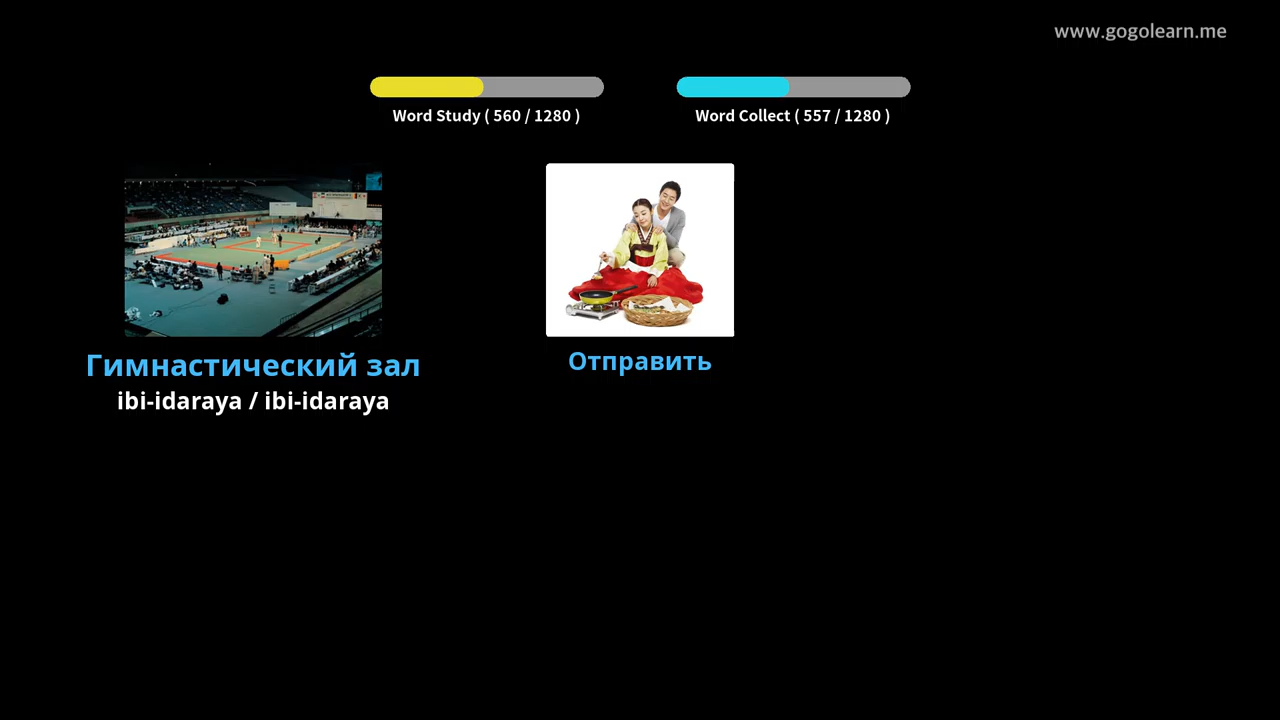 www.gogolearn.me
Word Study ( 560 / 1280 )
Word Collect ( 557 / 1280 )
Гимнастический зал
ibi-idaraya / ibi-idaraya
Отправить